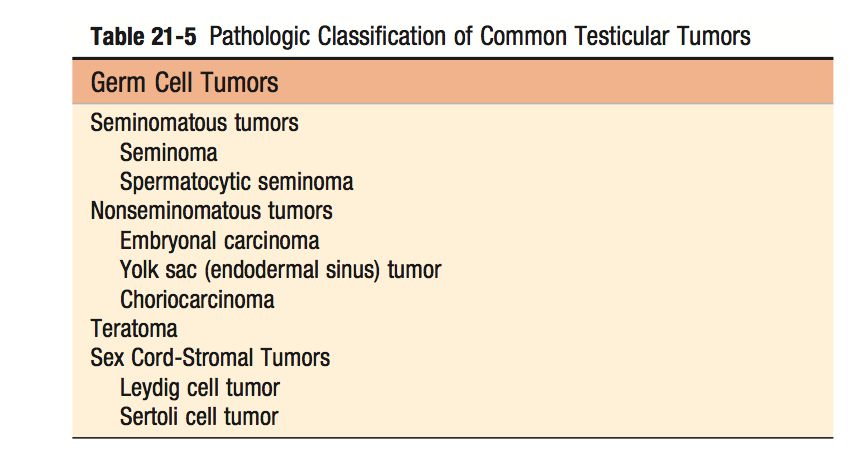 Table 21-5 Pathologic Classification of Common Testicular Tumors
Germ Cell Tumors
Seminomatous tumors
Seminoma
Spermatocytic seminoma
Nonseminomatous tumors
Embryonal carcinoma
Yolk sac (endodermal sinus) tumor
Choriocarcinoma
Teratoma
Sex Cord-Stromal Tumors
Leydig cell tumor
Sertoli cell tumor